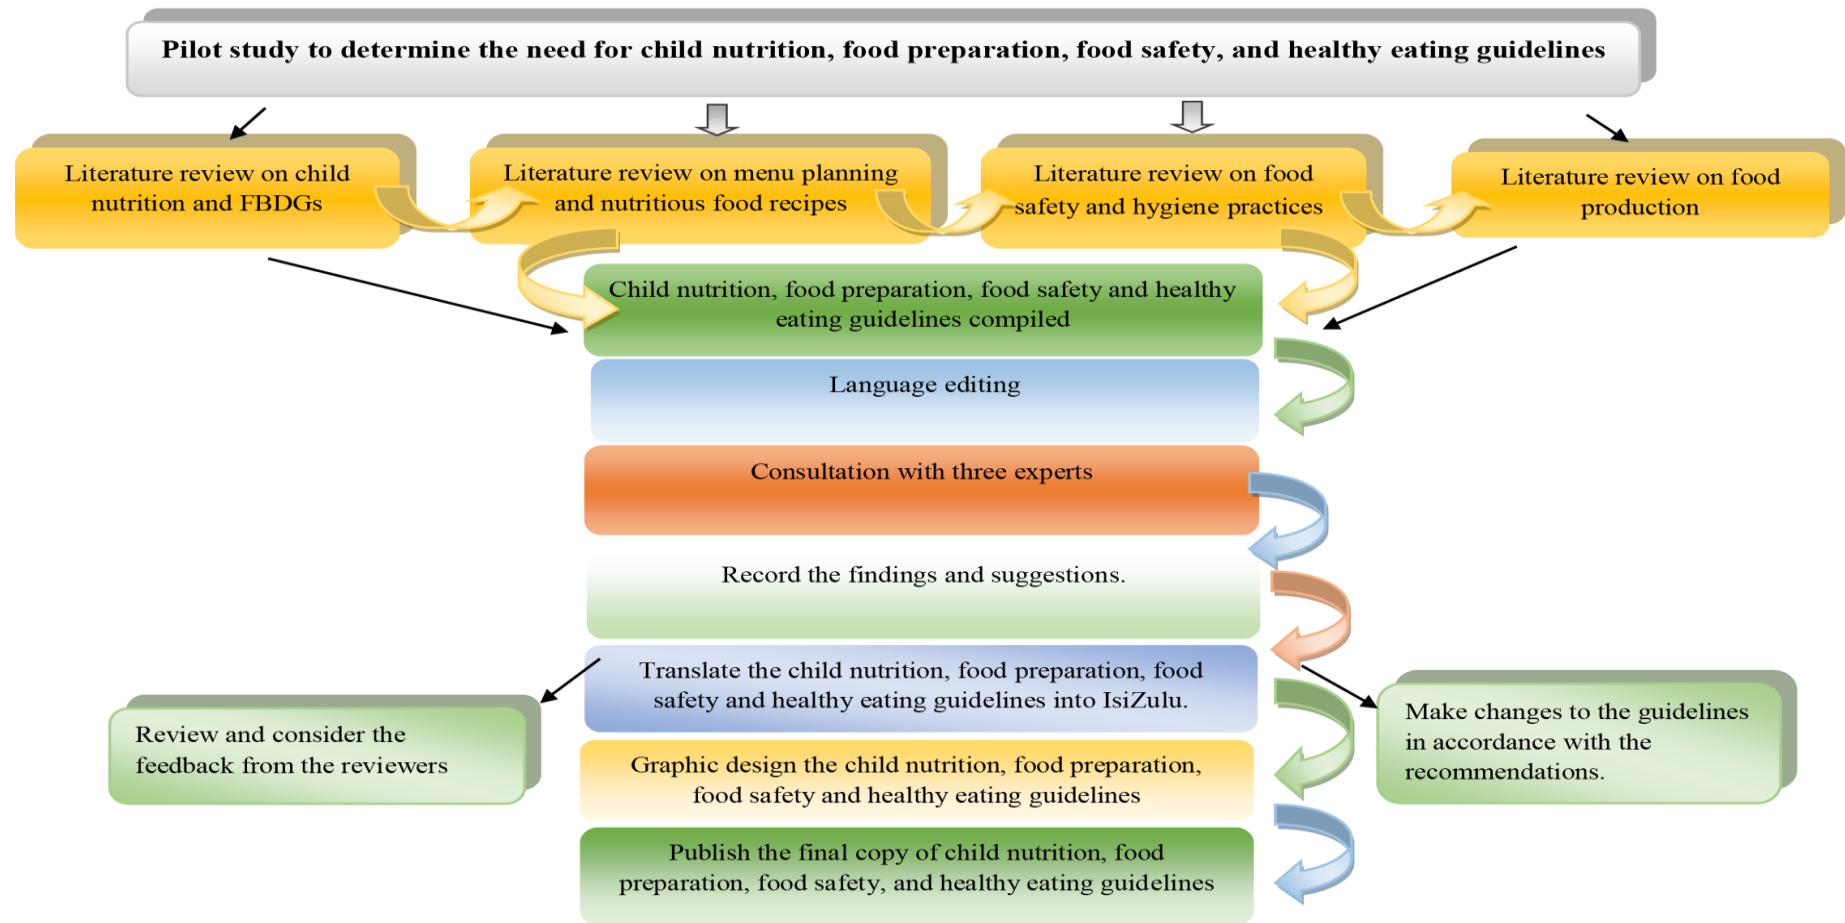 Pilot study to determine the need for child nutrition, food preparation, food safety, and healthy eating guidelines
Literature review on child
nutrition and FBDGs
Literature review on menu planning
and nutritious food recipes
Literature review on food
safety and hygiene practices
Literature review on food
production
Child nutrition, food preparation, food safety and healthy
eating guidelines compiled
Language editing
Consultation with three experts
Record the findings and suggestions.
Translate the child nutrition, food preparation, food
safety and healthy eating guidelines into IsiZulu.
Review and consider the
feedback from the reviewers
Make changes to the guidelines
in accordance with the
recommendations.
Graphic design the child nutrition, food preparation,
food safety and healthy eating guidelines
Publish the final copy of child nutrition, food
preparation, food safety, and healthy eating guidelines